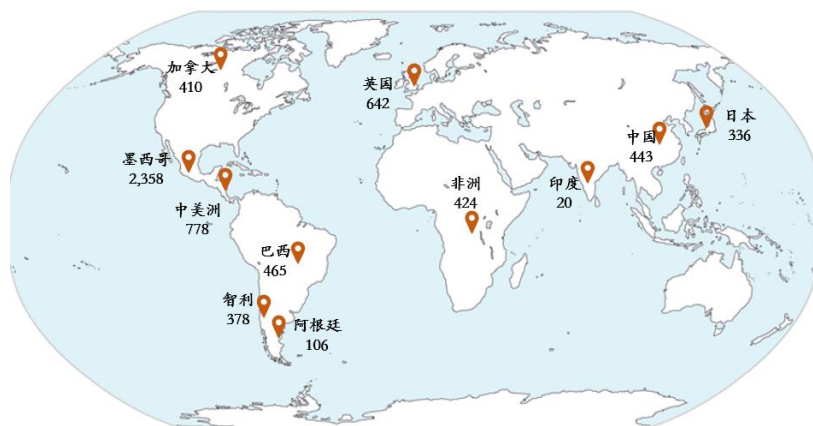 加拿大
410
英国
642
日本
336
中国
443
墨西哥
2,358
非洲
424
印度
20
中美洲
778
巴西
465
智利
378
阿根廷
106